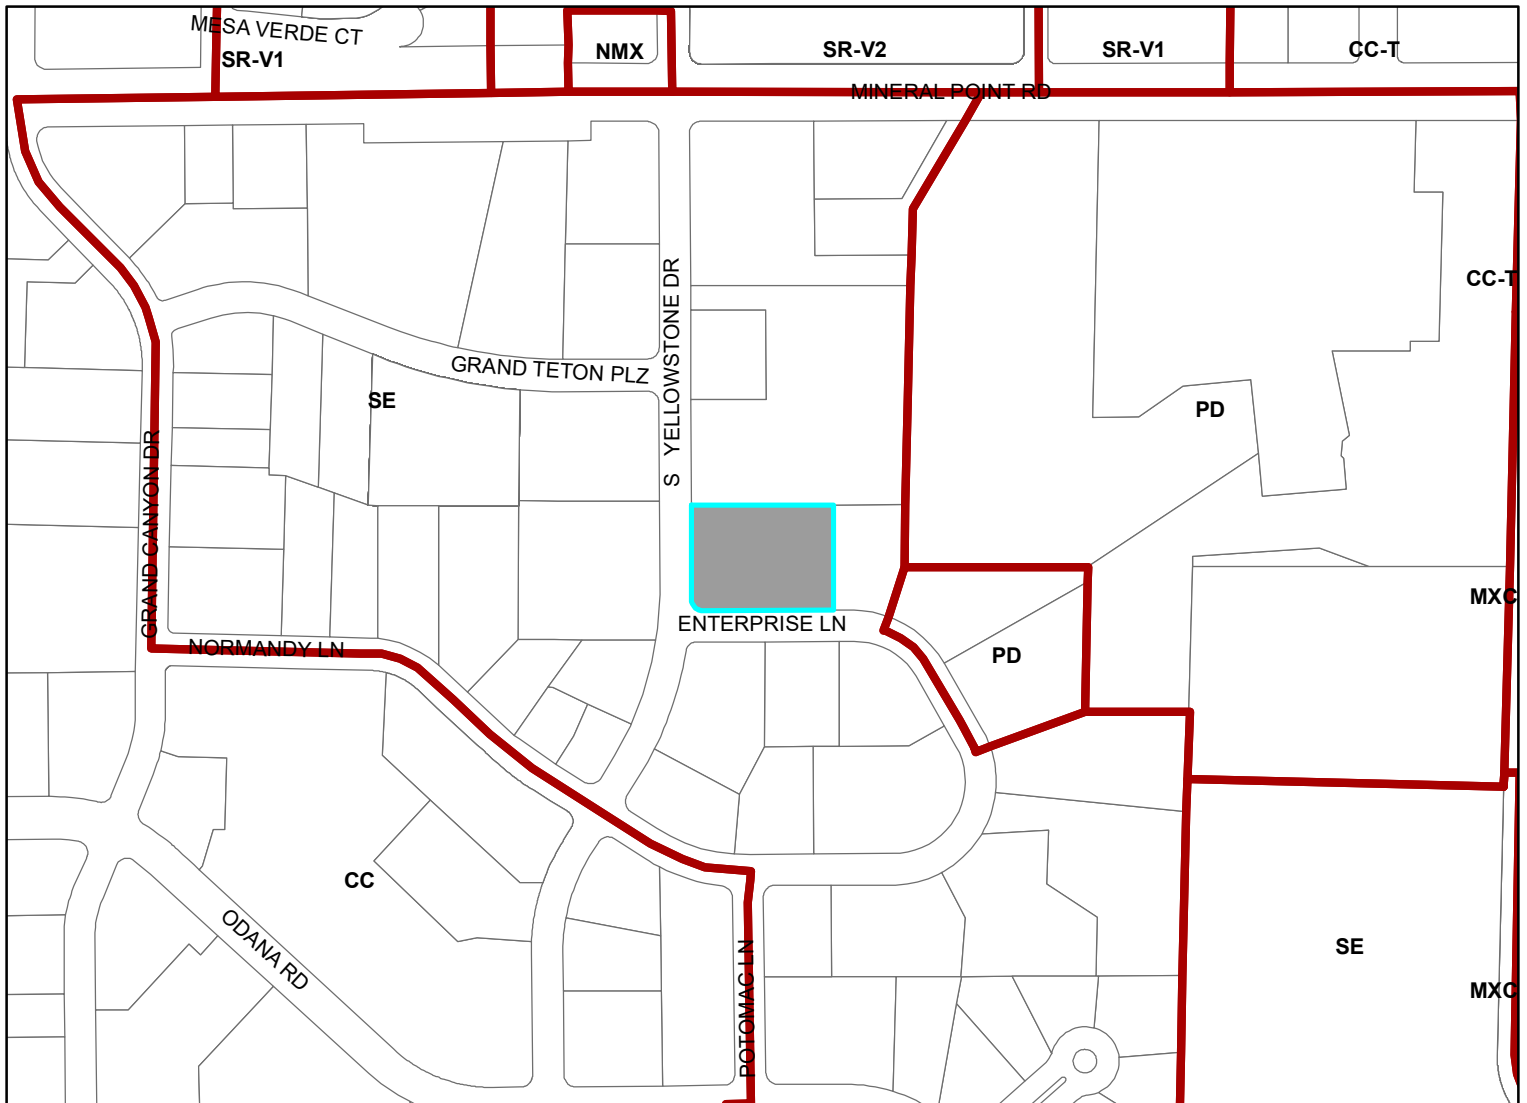 MESA VERDE CT
SR-V1
NMX
SR-V2
SR-V1
CC-T
MINERAL POINT RD
CC-T
S YELLOWSTONE DR
GRAND TETON PLZ
SE
PD
GRAND CANYON DR
MXC
ENTERPRISE LN
NORMANDY LN
PD
CC
ODANA RD
POTOMAC LN
SE
MXC